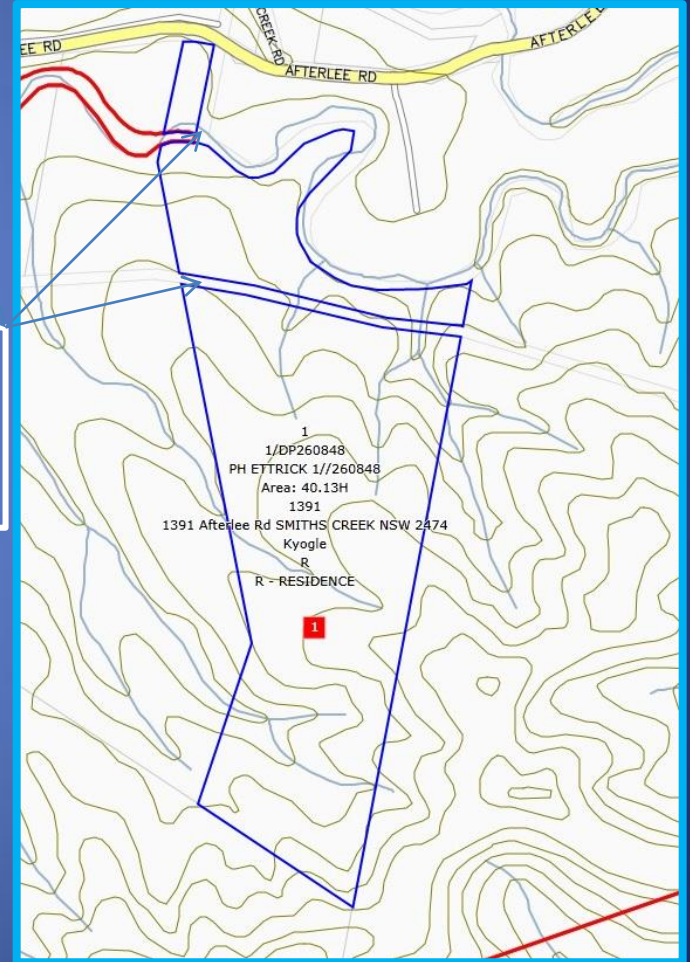 EE RD
CREEK RD
AFTERLEE RD
AFTERLE
1
1/DP260848
PH ETTRICK 1//260848
Area: 40.13H
1391
1391 Afterlee Rd SMITHS CREEK NSW 2474
Kyogle
R
R - RESIDENCE
1